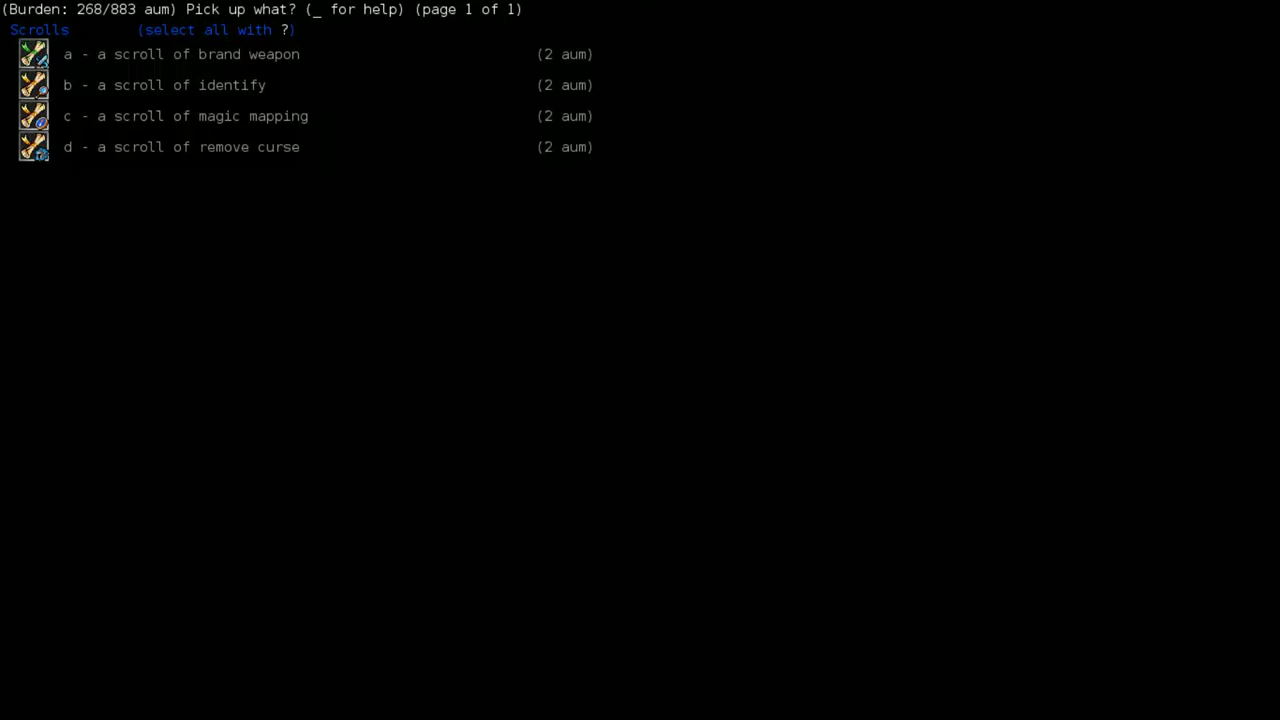 (Burden: 268/883 aum) Pick up what? (_ for help) (page 1 of 1)
Scrolls (select all with ?)
a - a scroll of brand weapon (2 aum)
b - a scroll of identify (2 aum)
c - a scroll of magic mapping (2 aum)
d - a scroll of remove curse (2 aum)